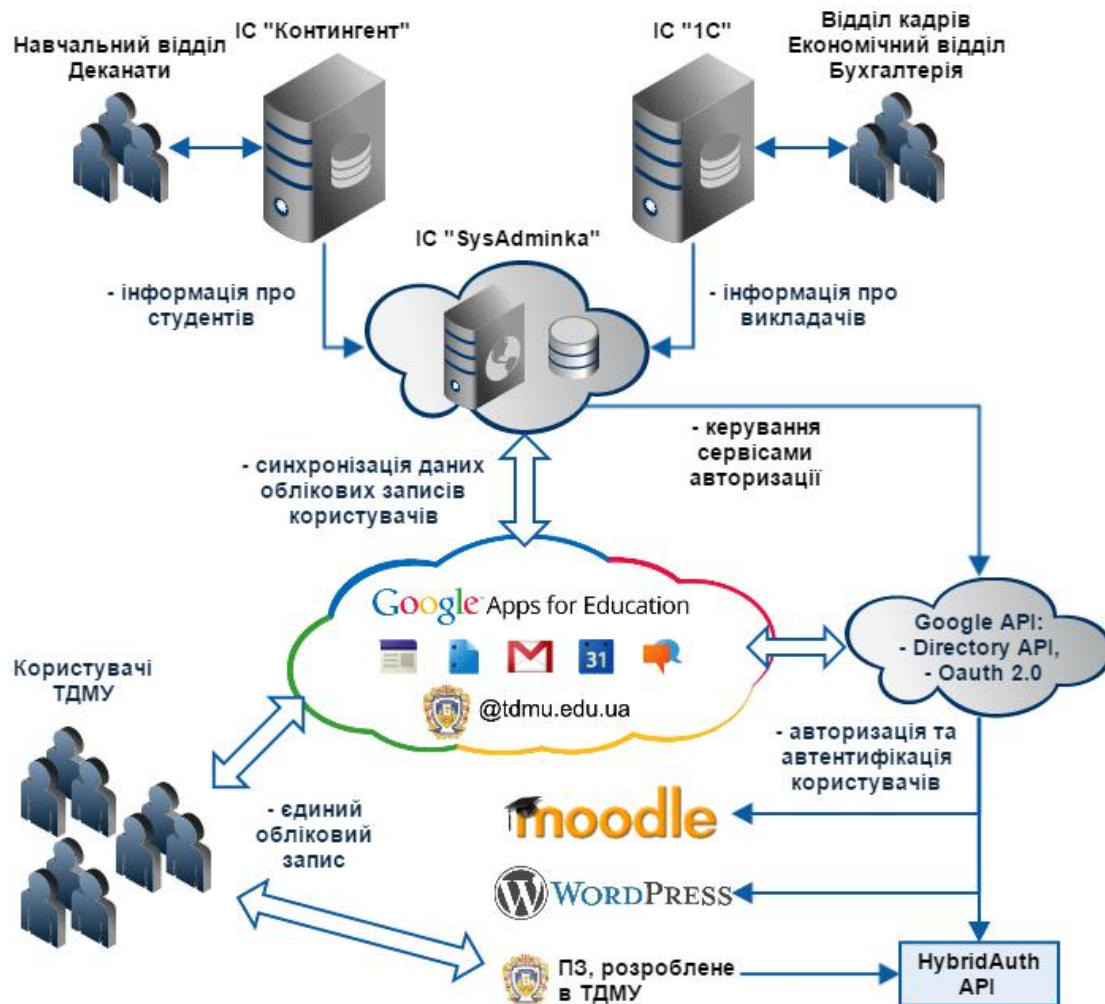 Навчальний відділ
Деканати
ІС "Контингент"
ІС "1С"
Відділ кадрів
Економічний відділ
Бухгалтерія
ІС "SysAdminka"
- інформація про
студентів
- інформація про
викладачів
- керування
сервісами
авторизації
- синхронізація даних
облікових записів
користувачів
Google Apps for Education
31
@tdmu.edu.ua
Google API:
- Directory API,
- Oauth 2.0
Користувачі
ТДМУ
- авторизація та
автентифікація
користувачів
- єдиний
обліковий
запис
moodle
WORDPRESS
ПЗ, розроблене
в ТДМУ
HybridAuth
API